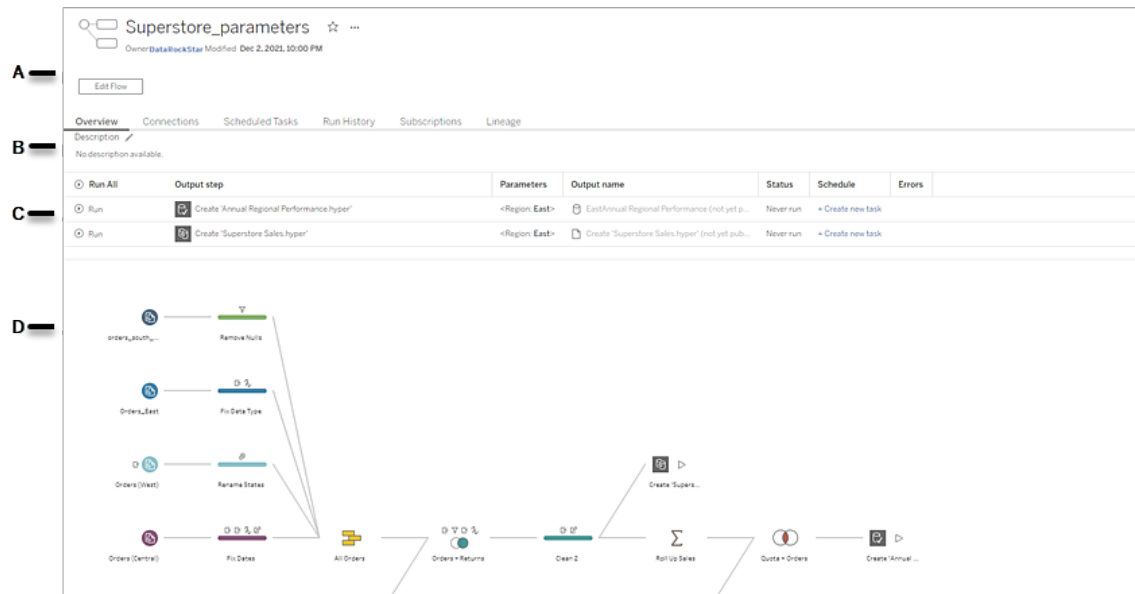 Superstore_parameters
Owner DataRockStar Modified Dec 2, 2021, 10:00 PM
A
Edit Flow
Overview Connections Scheduled Tasks Run History Subscriptions Lineage
Description
B
No description available.
Run All Output step Parameters Output name Status Schedule Errors
C
Run Create 'Annual Regional Performance.hyper' <Region: East> EastAnnual Regional Performance (not yet p... Never run + Create new task
Run Create 'Superstore Sales.hyper' <Region: East> Create 'Superstore Sales.hyper' (not yet pub... Never run + Create new task
D
orders_south_... Remove Nulls
Orders_East Fix Data Type
Orders (West) Rename States Create 'Supers...
Orders (Central) Fix Dates All Orders Orders + Returns Clean 2 Roll Up Sales Quota + Orders Create 'Annual ...